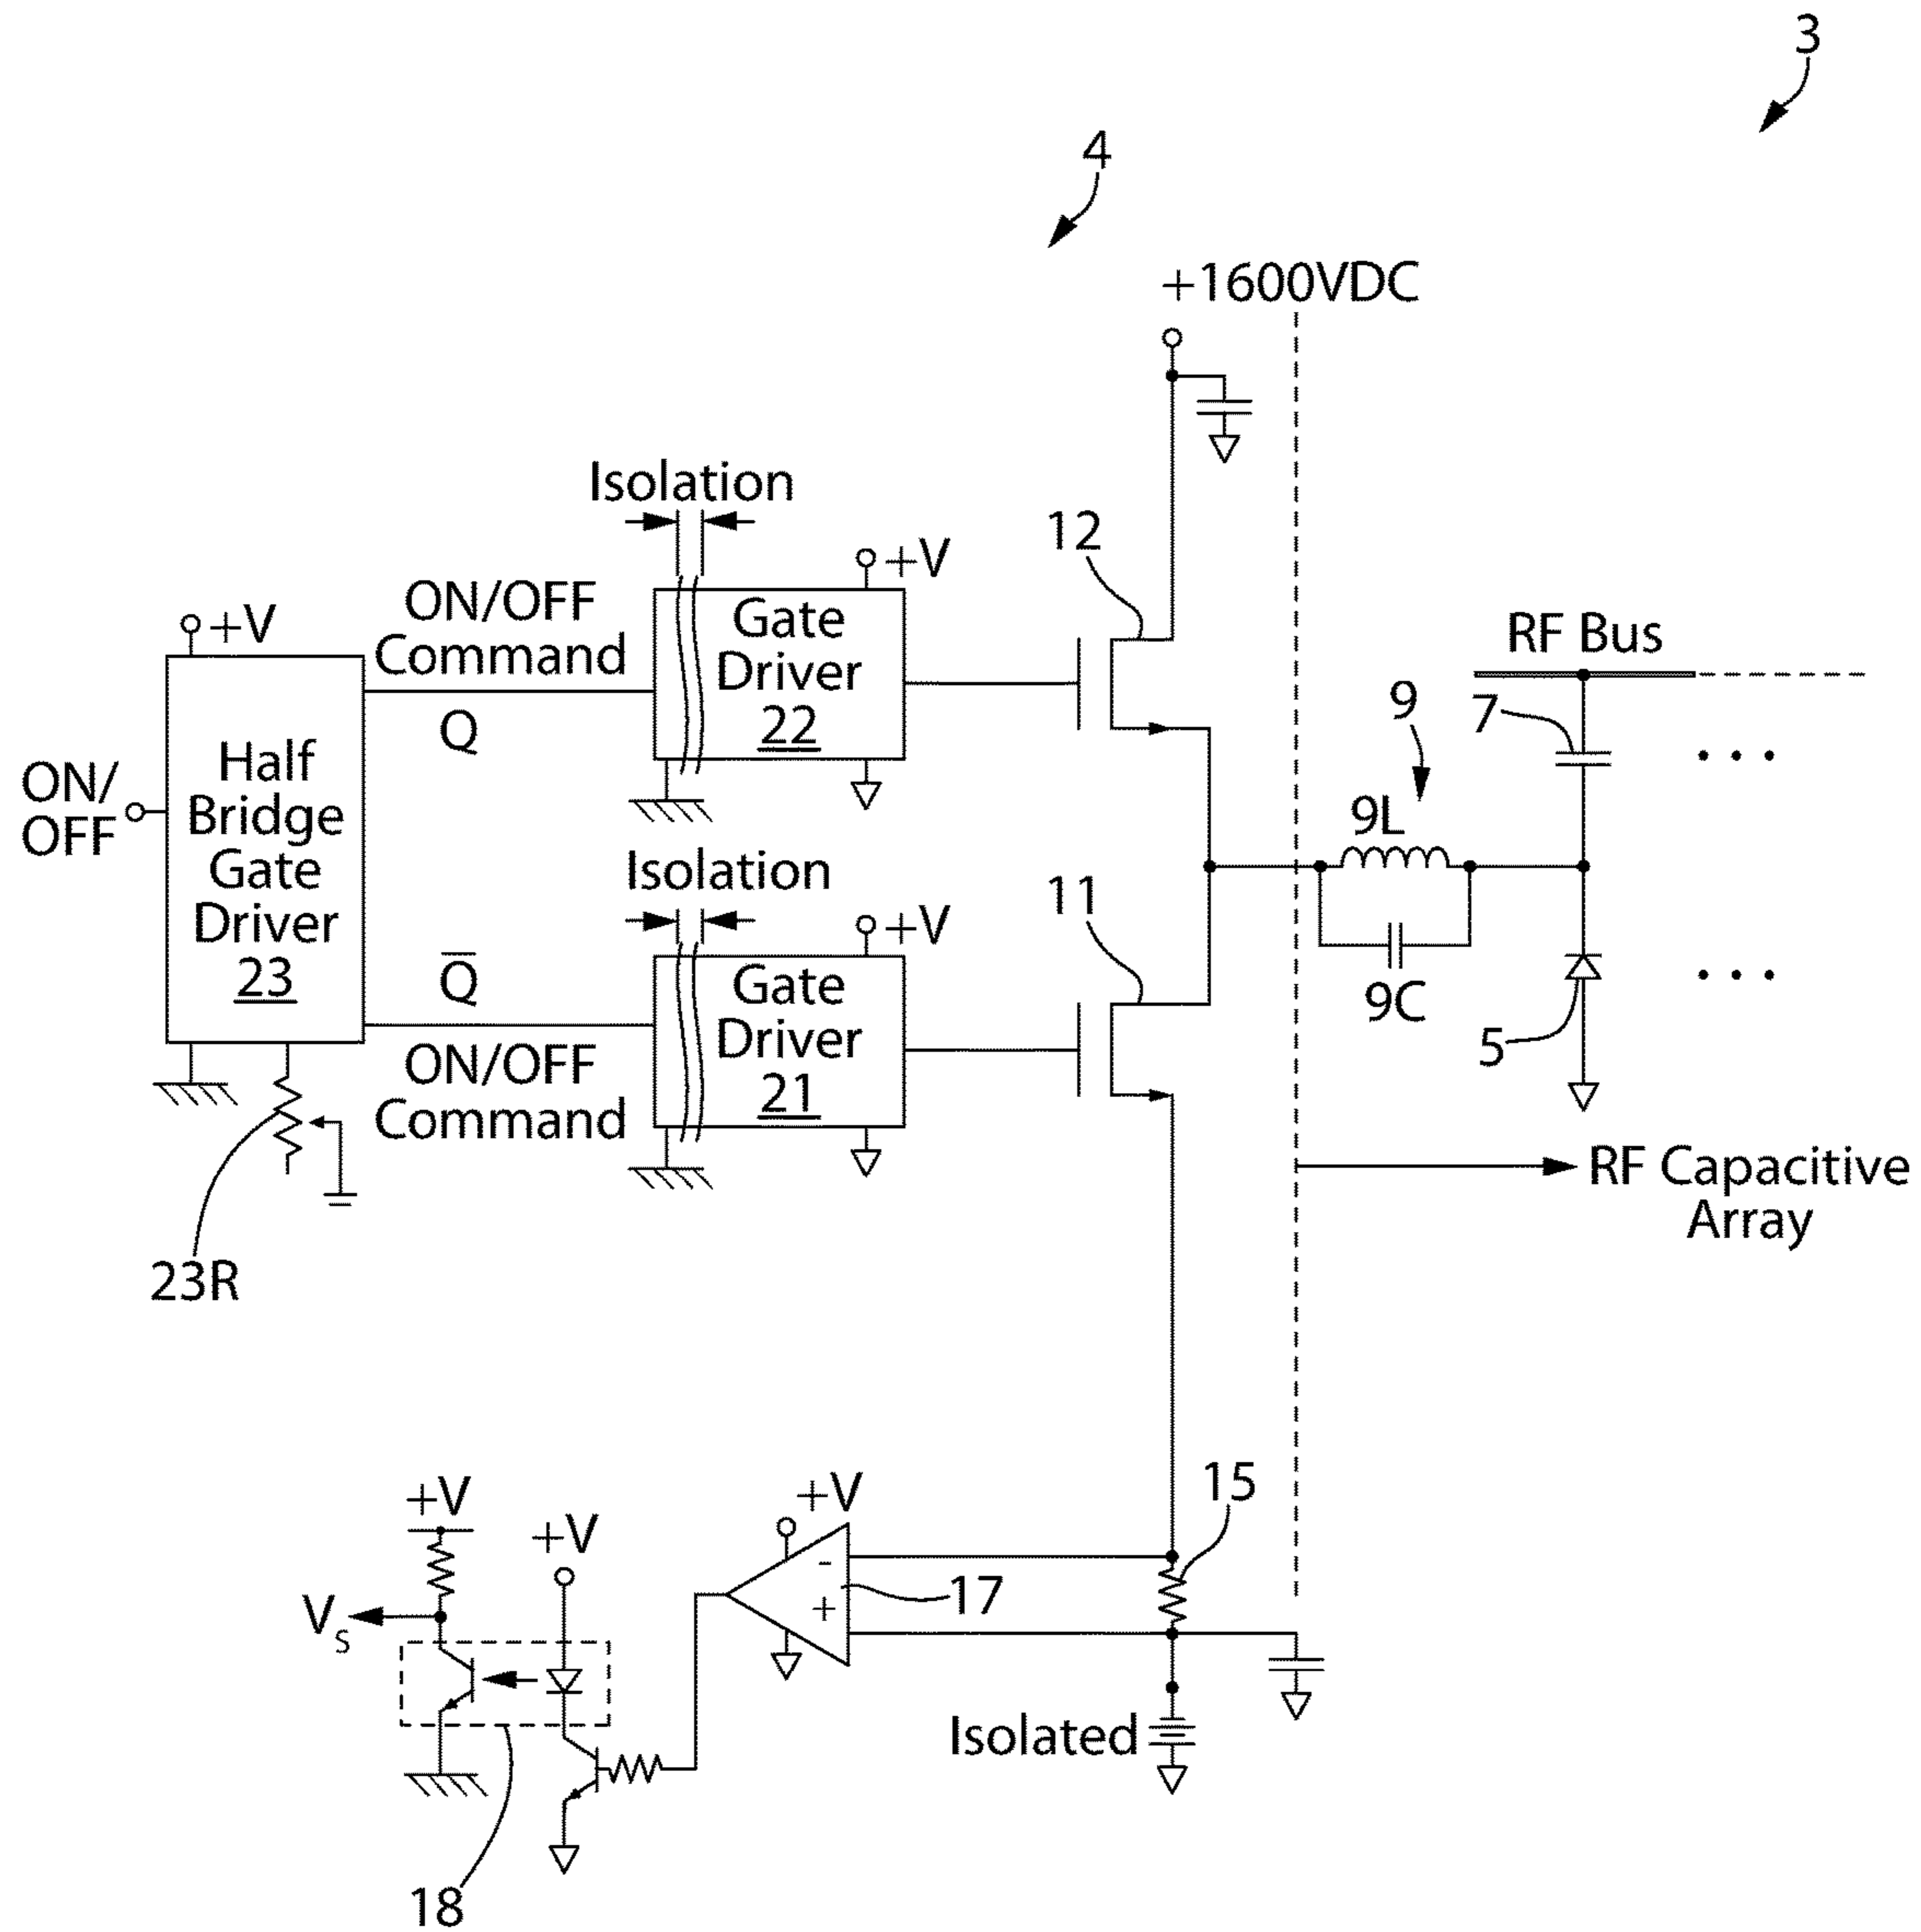 3
4
+1600VDC
Isolation
12
+V
ON/OFF
Command
Q
Gate
Driver
22
+V
RF Bus
7
9
9L
9C
5
ON/
OFF
Half
Bridge
Gate
Driver
23
Isolation
11
+V
Q̅
ON/OFF
Command
Gate
Driver
21
23R
RF Capacitive
Array
15
+V
+V
+V
-
+
17
VS
Isolated
18